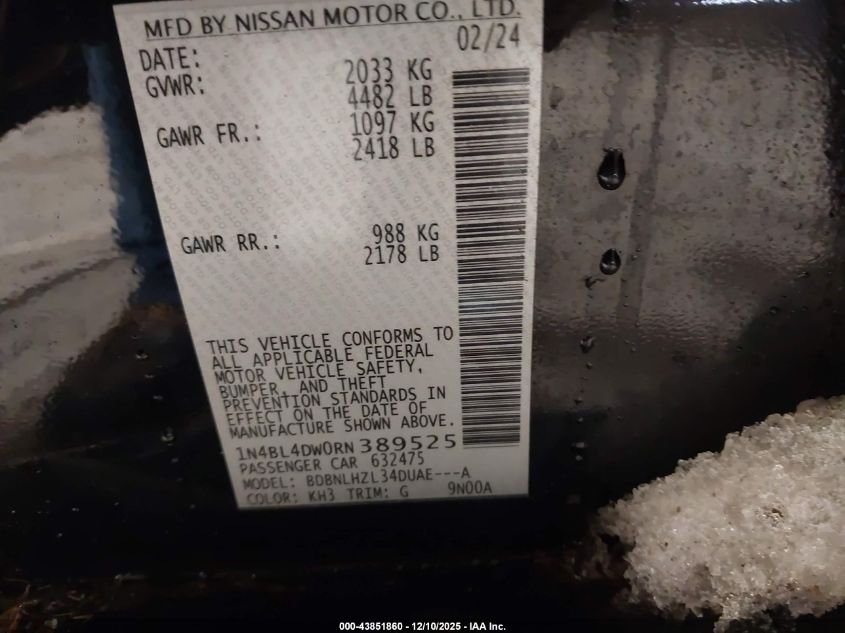 MFD BY NISSAN MOTOR CO., LTD.
DATE: 02/24
GVWR: 2033 KG
4482 LB
GAWR FR.: 1097 KG
2418 LB
GAWR RR.: 988 KG
2178 LB
THIS VEHICLE CONFORMS TO
ALL APPLICABLE FEDERAL
MOTOR VEHICLE SAFETY,
BUMPER, AND THEFT
PREVENTION STANDARDS IN
EFFECT ON THE DATE OF
MANUFACTURE SHOWN ABOVE.
1N4BL4DW0RN389525
PASSENGER CAR 632475
MODEL: BDBNLHZL34DUAE---A
COLOR: KH3 TRIM: G 9N00A
000-43851860 - 12/10/2025 - IAA Inc.